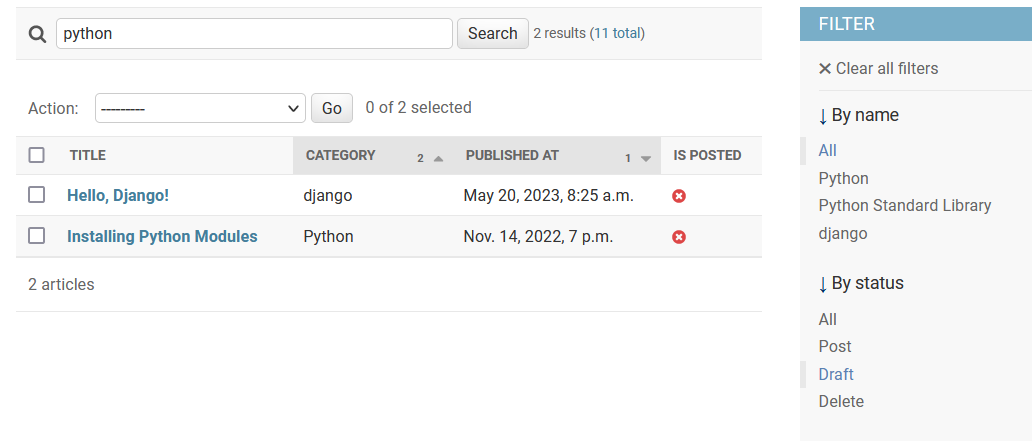 python Search 2 results (11 total)
Action: --------- Go 0 of 2 selected
TITLE CATEGORY 2 PUBLISHED AT 1 IS POSTED
Hello, Django! django May 20, 2023, 8:25 a.m.
Installing Python Modules Python Nov. 14, 2022, 7 p.m.
2 articles
FILTER
Clear all filters
↓ By name
All
Python
Python Standard Library
django
↓ By status
All
Post
Draft
Delete